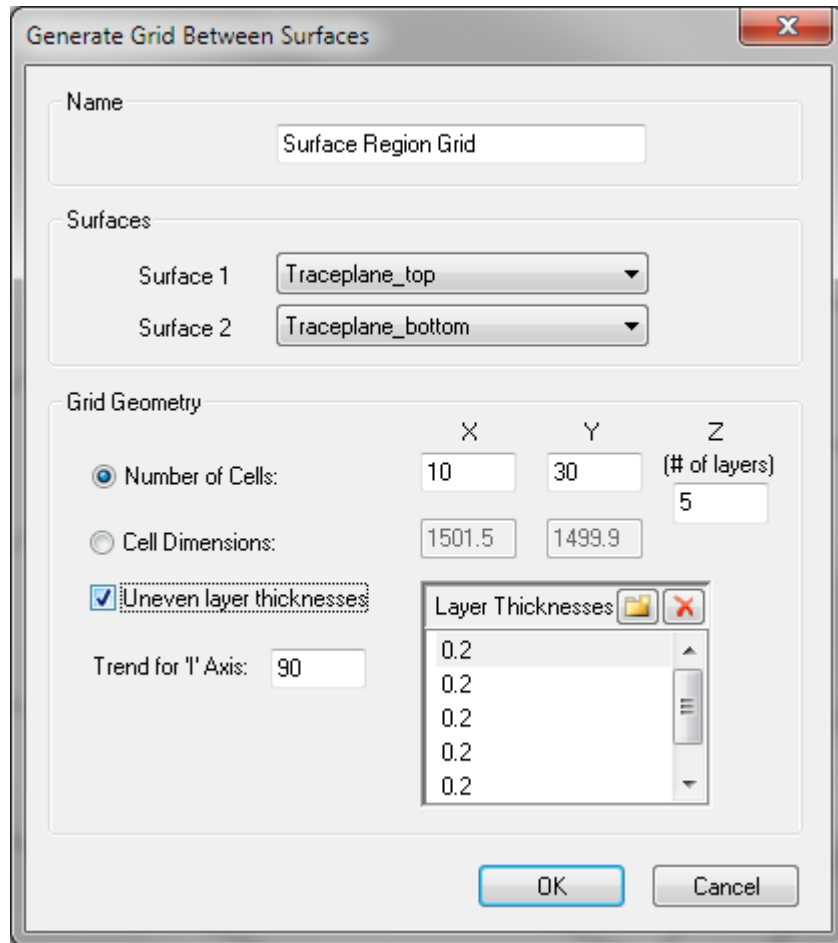 Generate Grid Between Surfaces
Name
Surface Region Grid
Surfaces
Surface 1 Traceplane_top
Surface 2 Traceplane_bottom
Grid Geometry
X Y Z
(# of layers)
Number of Cells: 10 30 5
Cell Dimensions: 1501.5 1499.9
Uneven layer thicknesses
Layer Thicknesses
Trend for 'I' Axis: 90
0.2
0.2
0.2
0.2
0.2
OK Cancel